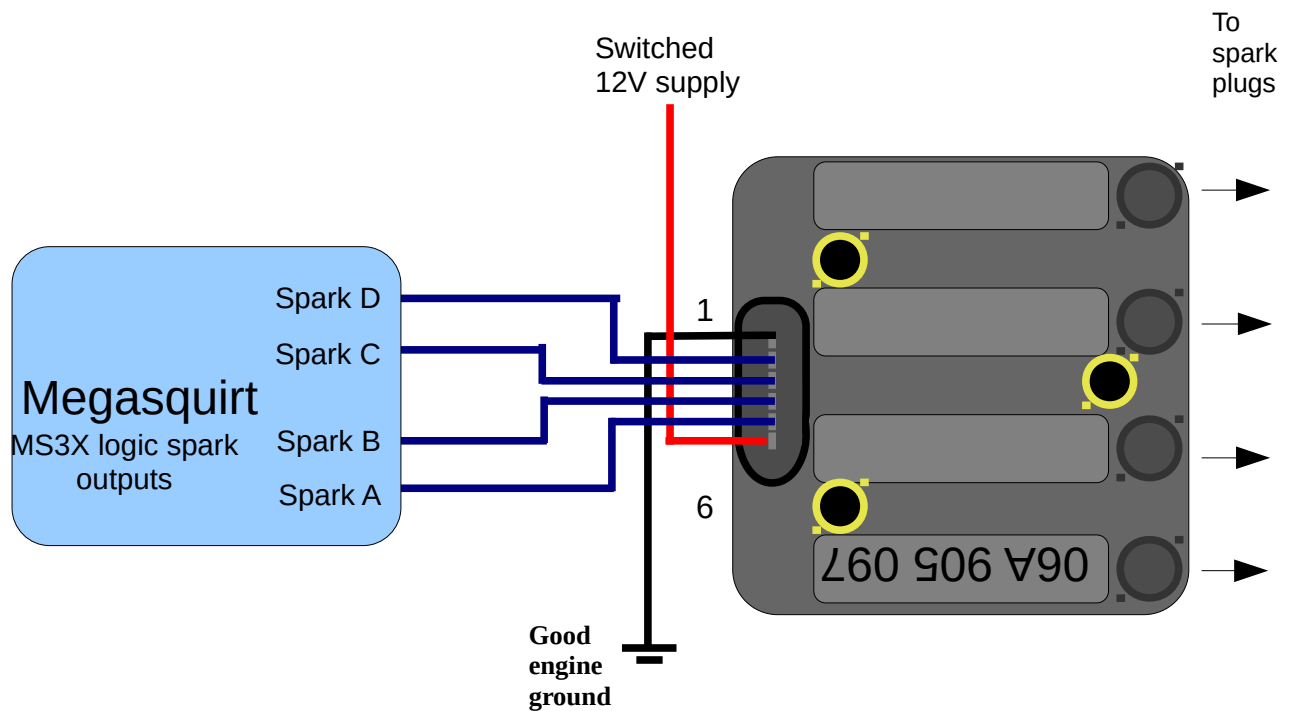 To
spark
plugs
Switched
12V supply
Spark D
1
Spark C
Megasquirt
MS3X logic spark
outputs
Spark B
Spark A
6
06A 905 097
Good
engine
ground